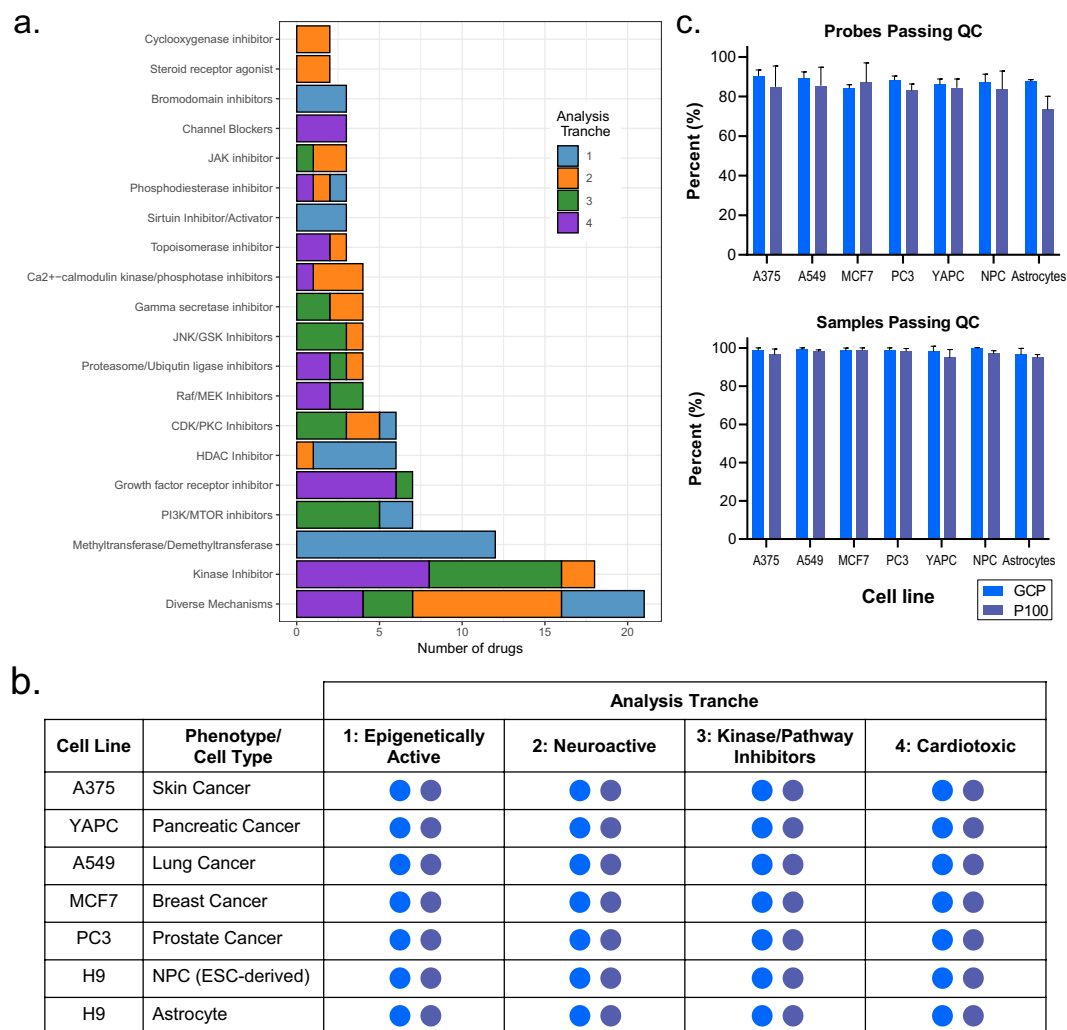 a.
Cyclooxygenase inhibitor
Steroid receptor agonist
Bromodomain inhibitors
Channel Blockers
JAK inhibitor
Phosphodiesterase inhibitor
Sirtuin Inhibitor/Activator
Topoisomerase inhibitor
Ca2+−calmodulin kinase/phosphotase inhibitors
Gamma secretase inhibitor
JNK/GSK Inhibitors
Proteasome/Ubiqutin ligase inhibitors
Raf/MEK Inhibitors
CDK/PKC Inhibitors
HDAC Inhibitor
Growth factor receptor inhibitor
PI3K/MTOR inhibitors
Methyltransferase/Demethyltransferase
Kinase Inhibitor
Diverse Mechanisms
0 5 10 15 20
Number of drugs
Analysis
Tranche
1
2
3
4
c.
Probes Passing QC
Percent (%)
100
80
60
40
20
0
A375 A549 MCF7 PC3 YAPC NPC Astrocytes
Samples Passing QC
Percent (%)
100
80
60
40
20
0
A375 A549 MCF7 PC3 YAPC NPC Astrocytes
Cell line
GCP
P100
b.
Analysis Tranche
Cell Line
Phenotype/
Cell Type
1: Epigenetically
Active
2: Neuroactive
3: Kinase/Pathway
Inhibitors
4: Cardiotoxic
A375 Skin Cancer
YAPC Pancreatic Cancer
A549 Lung Cancer
MCF7 Breast Cancer
PC3 Prostate Cancer
H9 NPC (ESC-derived)
H9 Astrocyte